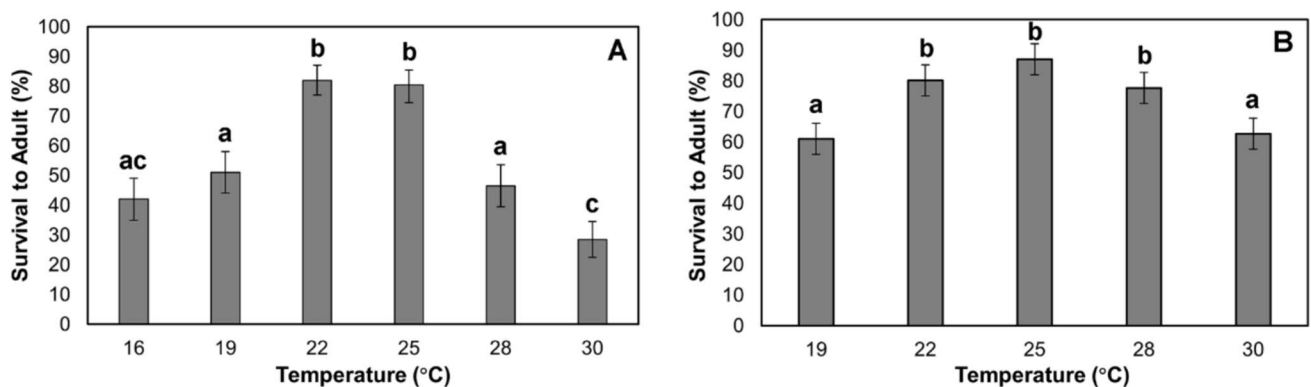 A
Survival to Adult (%)
100
90
80
70
60
50
40
30
20
10
0
ac
a
b
b
a
c
16 19 22 25 28 30
Temperature (°C)
B
Survival to Adult (%)
100
90
80
70
60
50
40
30
20
10
0
a
b
b
b
a
19 22 25 28 30
Temperature (°C)